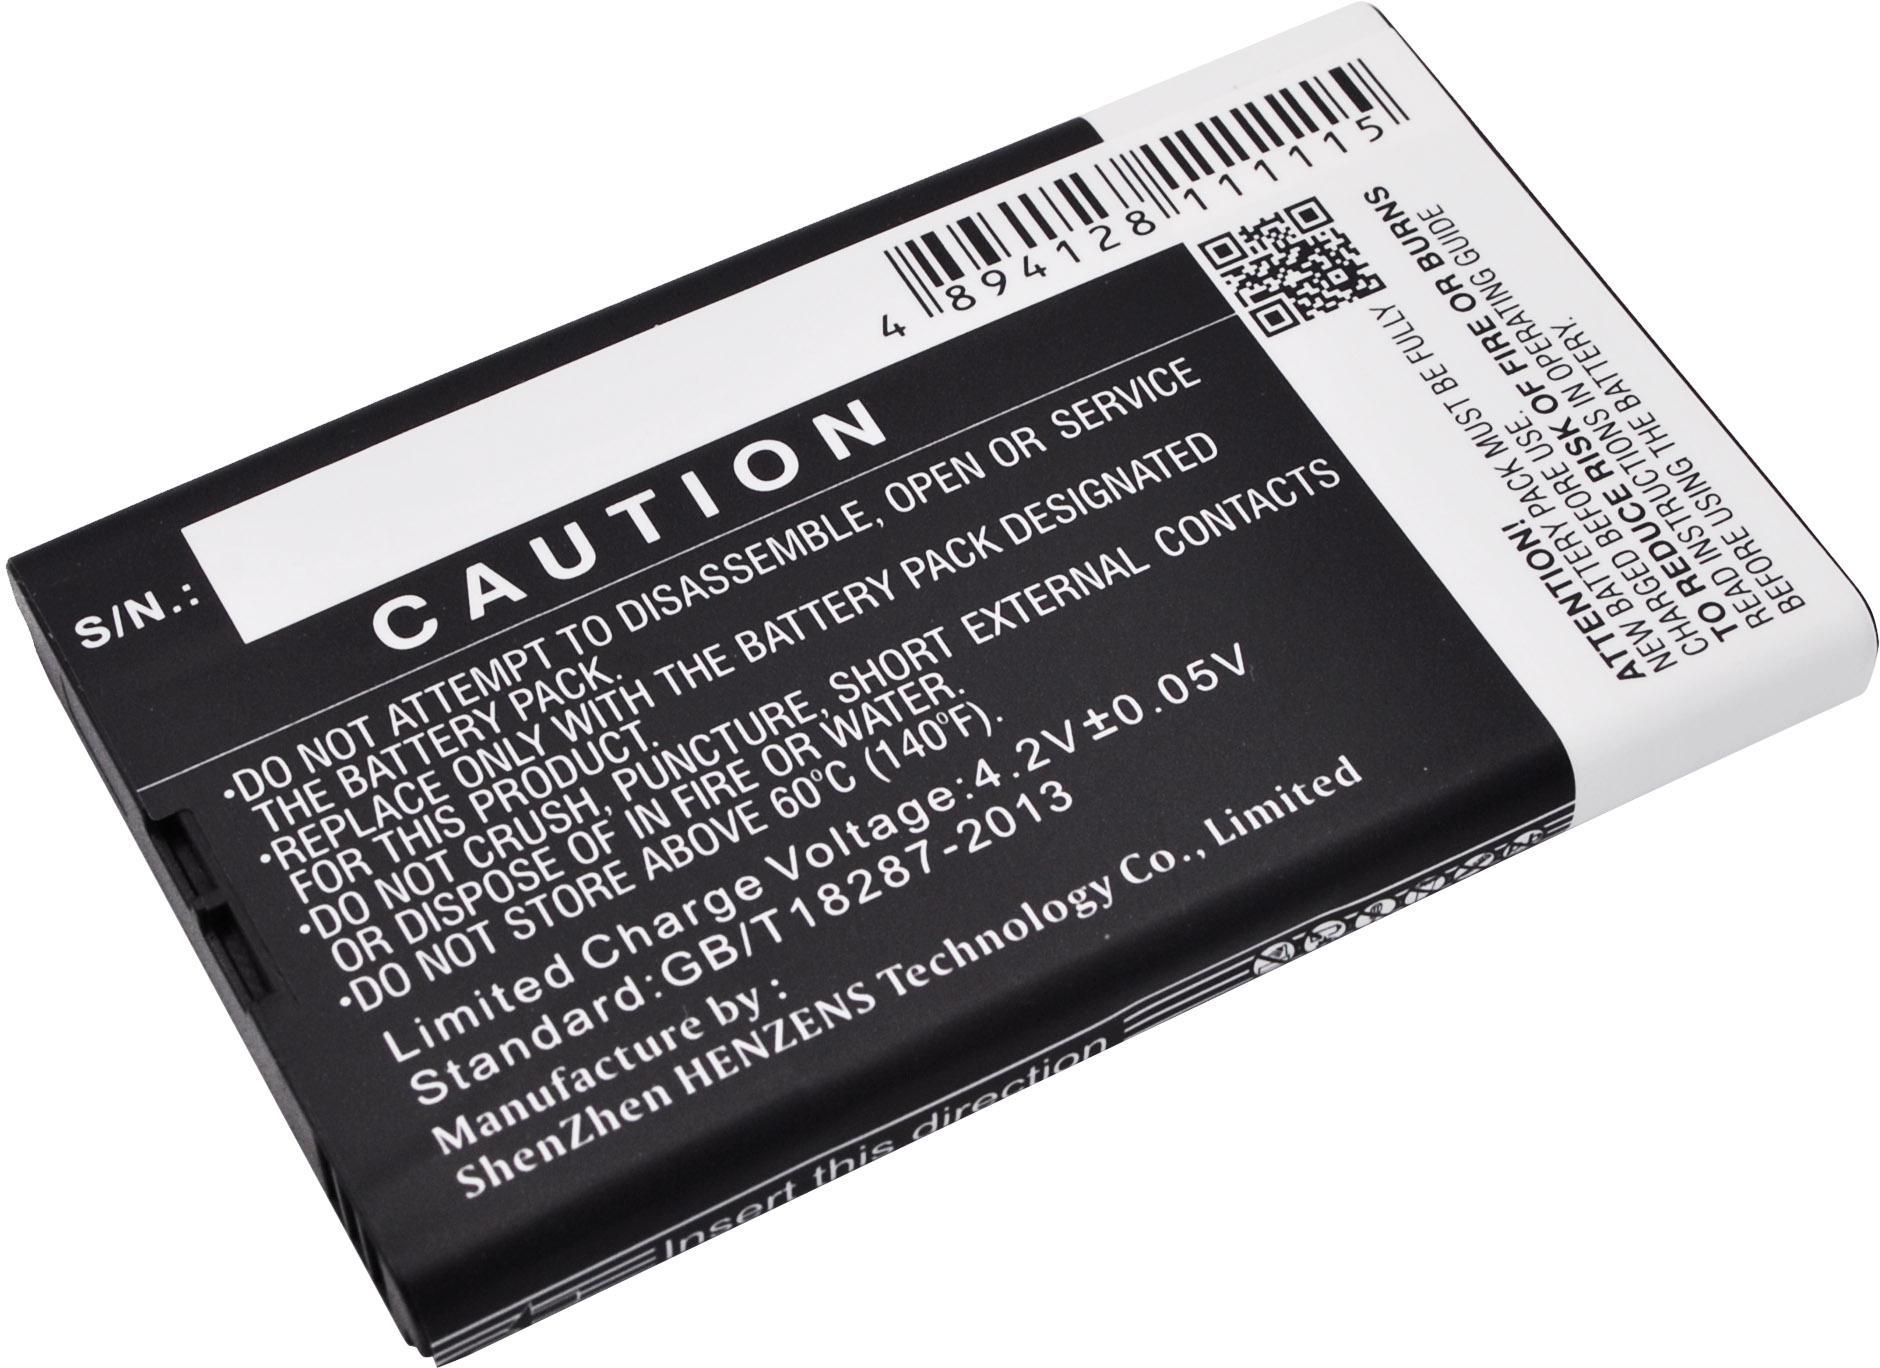 4 894128 111115
S/N.:
CAUTION
•DO NOT ATTEMPT TO DISASSEMBLE, OPEN OR SERVICE
THE BATTERY PACK.
•REPLACE ONLY WITH THE BATTERY PACK DESIGNATED
FOR THIS PRODUCT.
•DO NOT CRUSH, PUNCTURE, SHORT EXTERNAL CONTACTS
OR DISPOSE OF IN FIRE OR WATER.
•DO NOT STORE ABOVE 60°C (140°F).
Limited Charge Voltage:4.2V±0.05V
Standard:GB/T18287-2013
Manufacture by:
ShenZhen HENZENS Technology Co., Limited
Insert this direction
ATTENTION!
NEW BATTERY PACK MUST BE FULLY
CHARGED BEFORE USE.
TO REDUCE RISK OF FIRE OR BURNS
READ INSTRUCTIONS IN OPERATING GUIDE
BEFORE USING THE BATTERY.